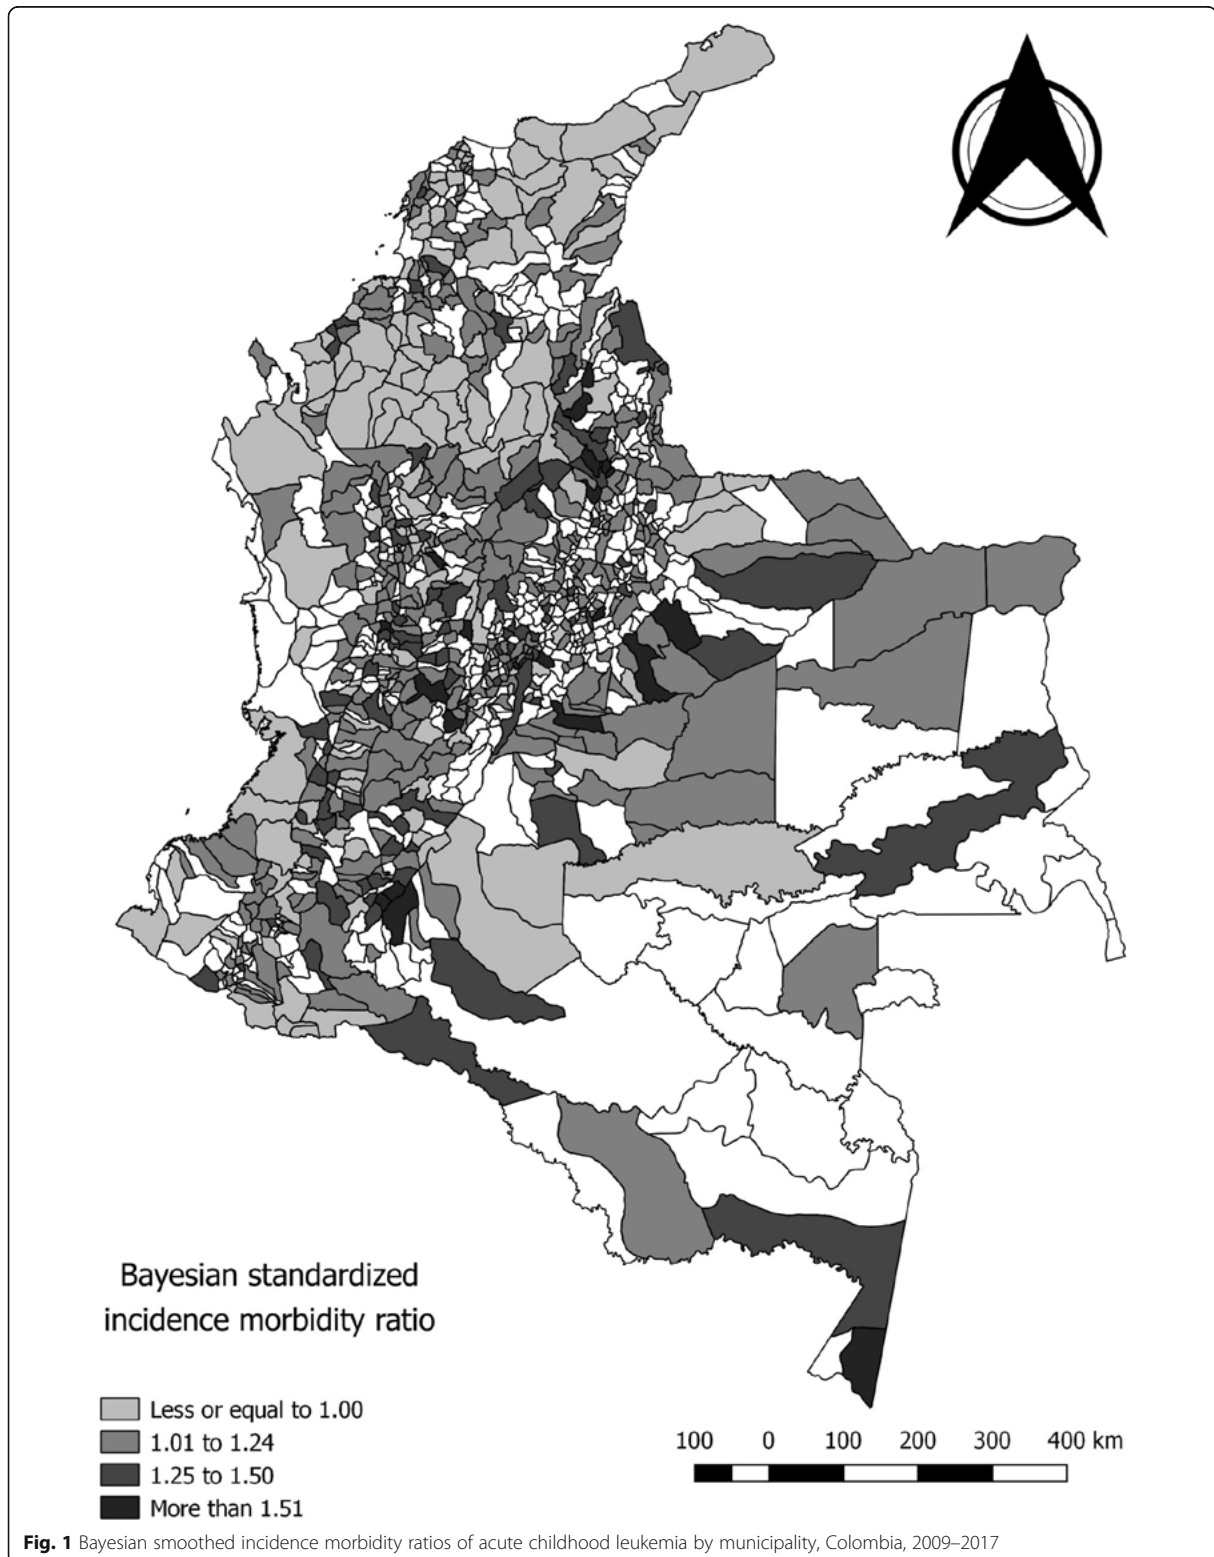 Bayesian standardized
incidence morbidity ratio
Less or equal to 1.00
1.01 to 1.24
1.25 to 1.50
More than 1.51
100 0 100 200 300 400 km
Fig. 1 Bayesian smoothed incidence morbidity ratios of acute childhood leukemia by municipality, Colombia, 2009–2017